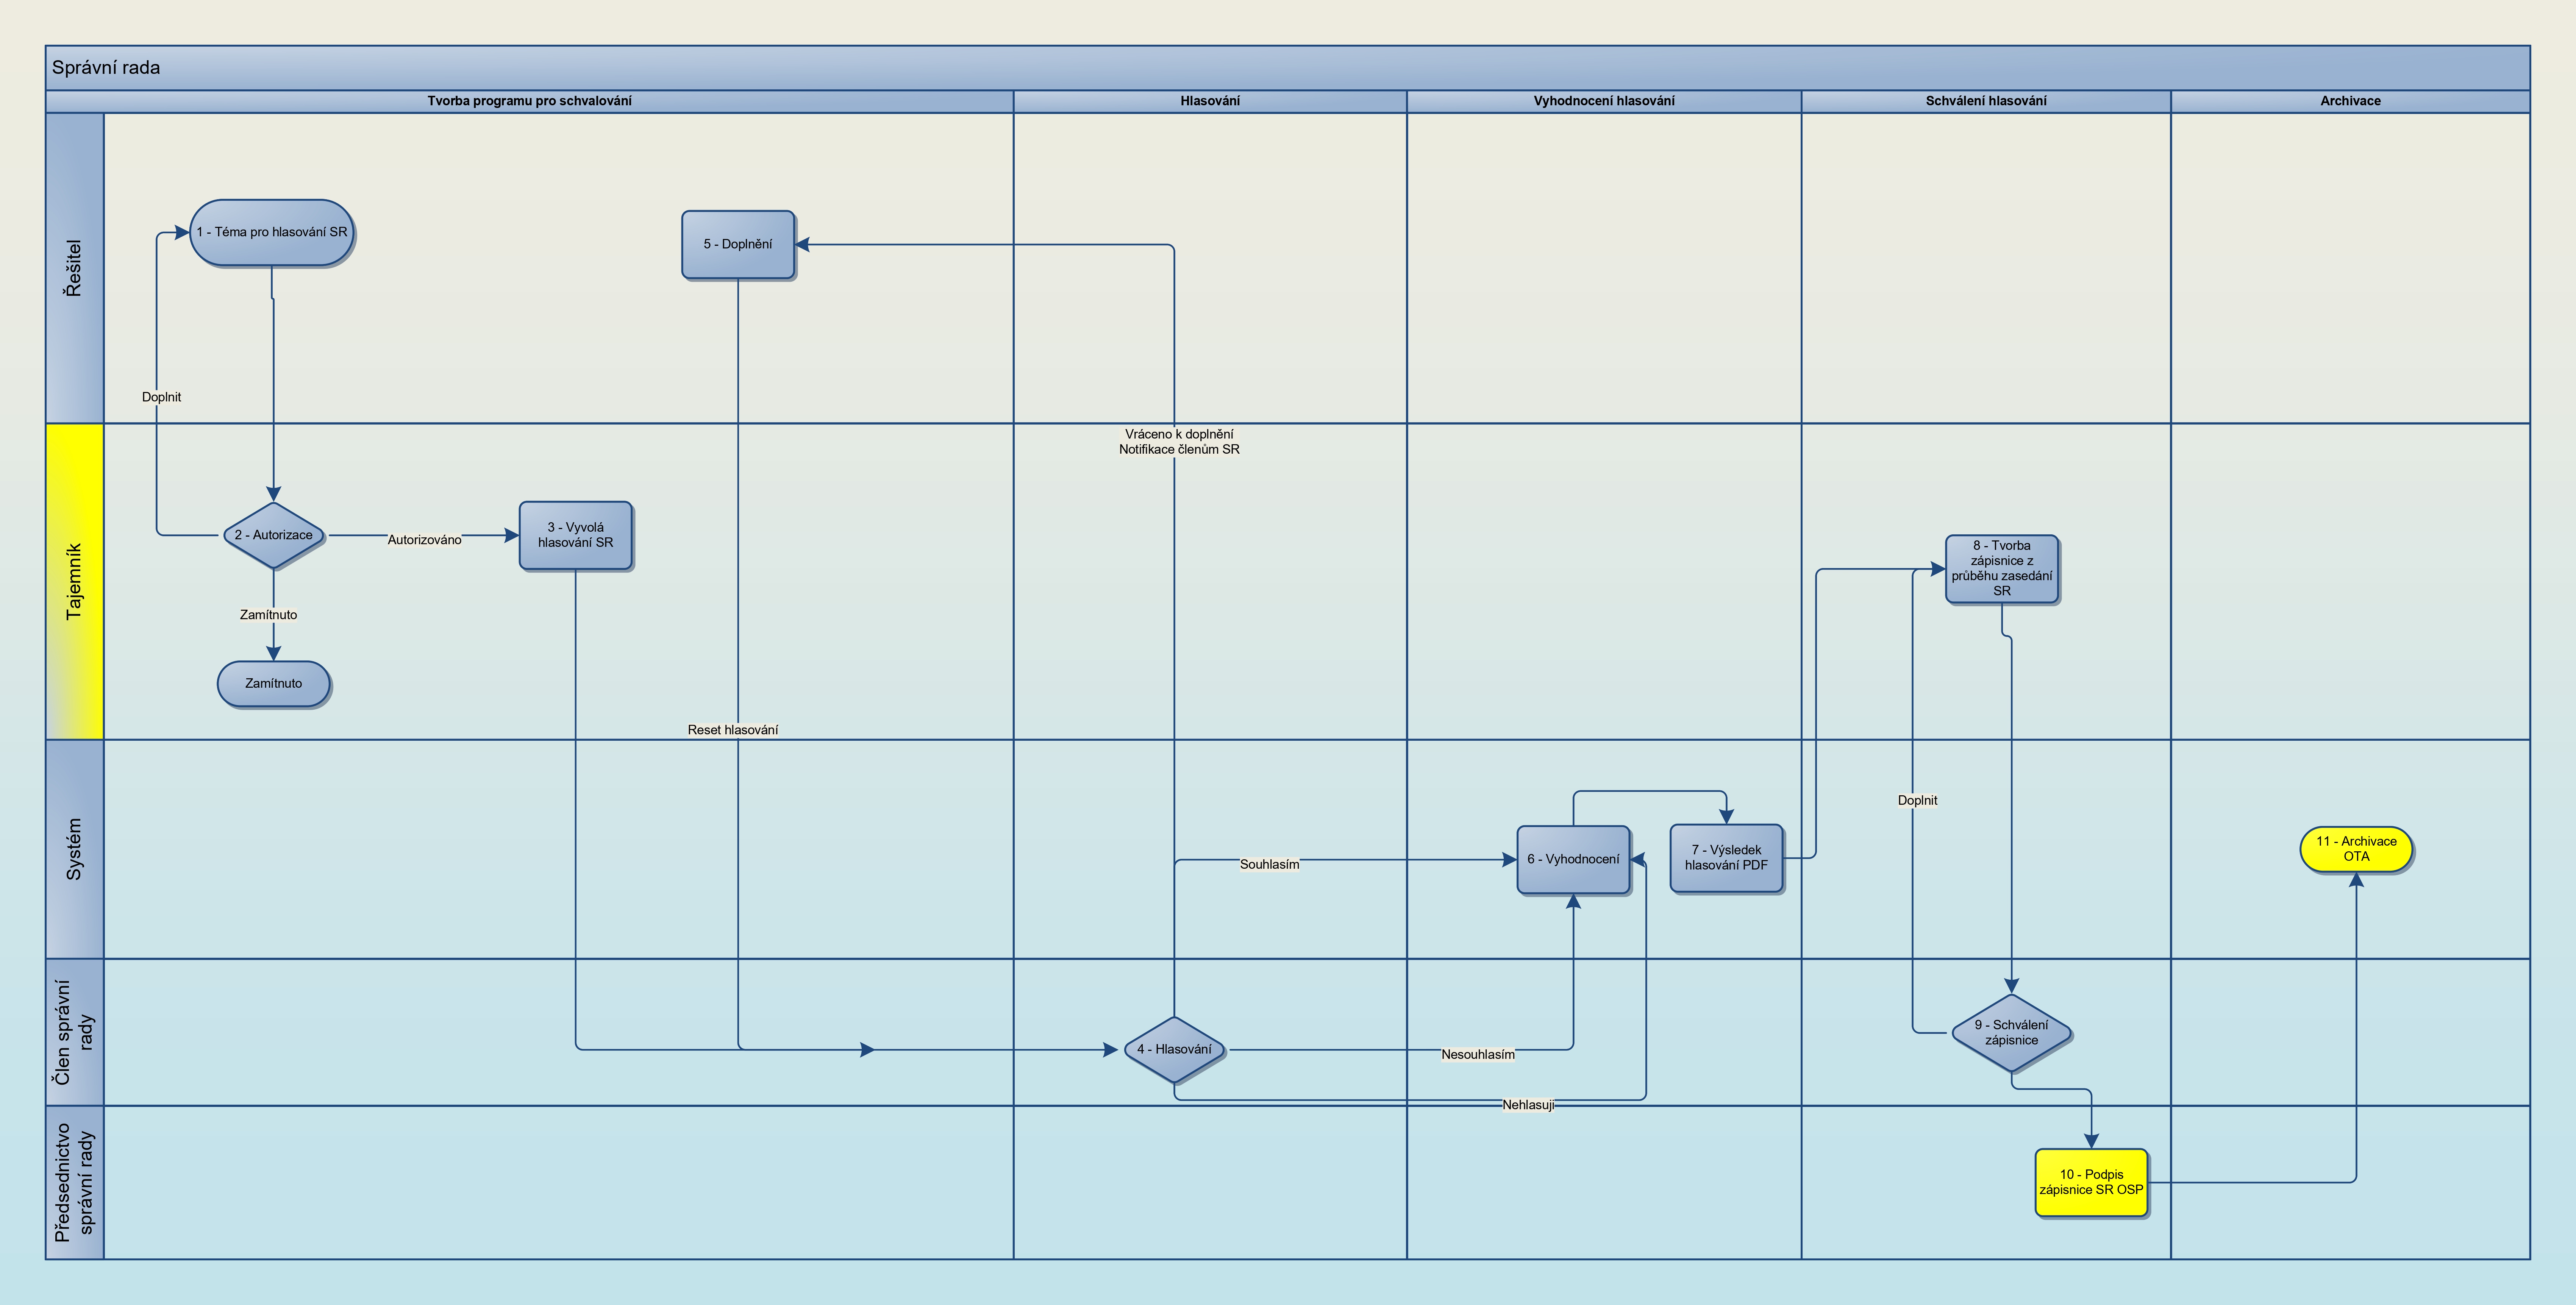 Správní rada
Tvorba programu pro schvalování
Hlasování
Vyhodnocení hlasování
Schválení hlasování
Archivace
Řešitel
1 - Téma pro hlasování SR
5 - Doplnění
Doplnit
Tajemník
Vráceno k doplnění
Notifikace členům SR
2 - Autorizace
Autorizováno
3 - Vyvolá
hlasování SR
8 - Tvorba
zápisnice z
průběhu zasedání
SR
Zamítnuto
Zamítnuto
Reset hlasování
Systém
Doplnit
Souhlasím
6 - Vyhodnocení
7 - Výsledek
hlasování PDF
11 - Archivace
OTA
Člen správní
rady
4 - Hlasování
Nesouhlasím
9 - Schválení
zápisnice
Nehlasuji
Předsednictvo
správní rady
10 - Podpis
zápisnice SR OSP